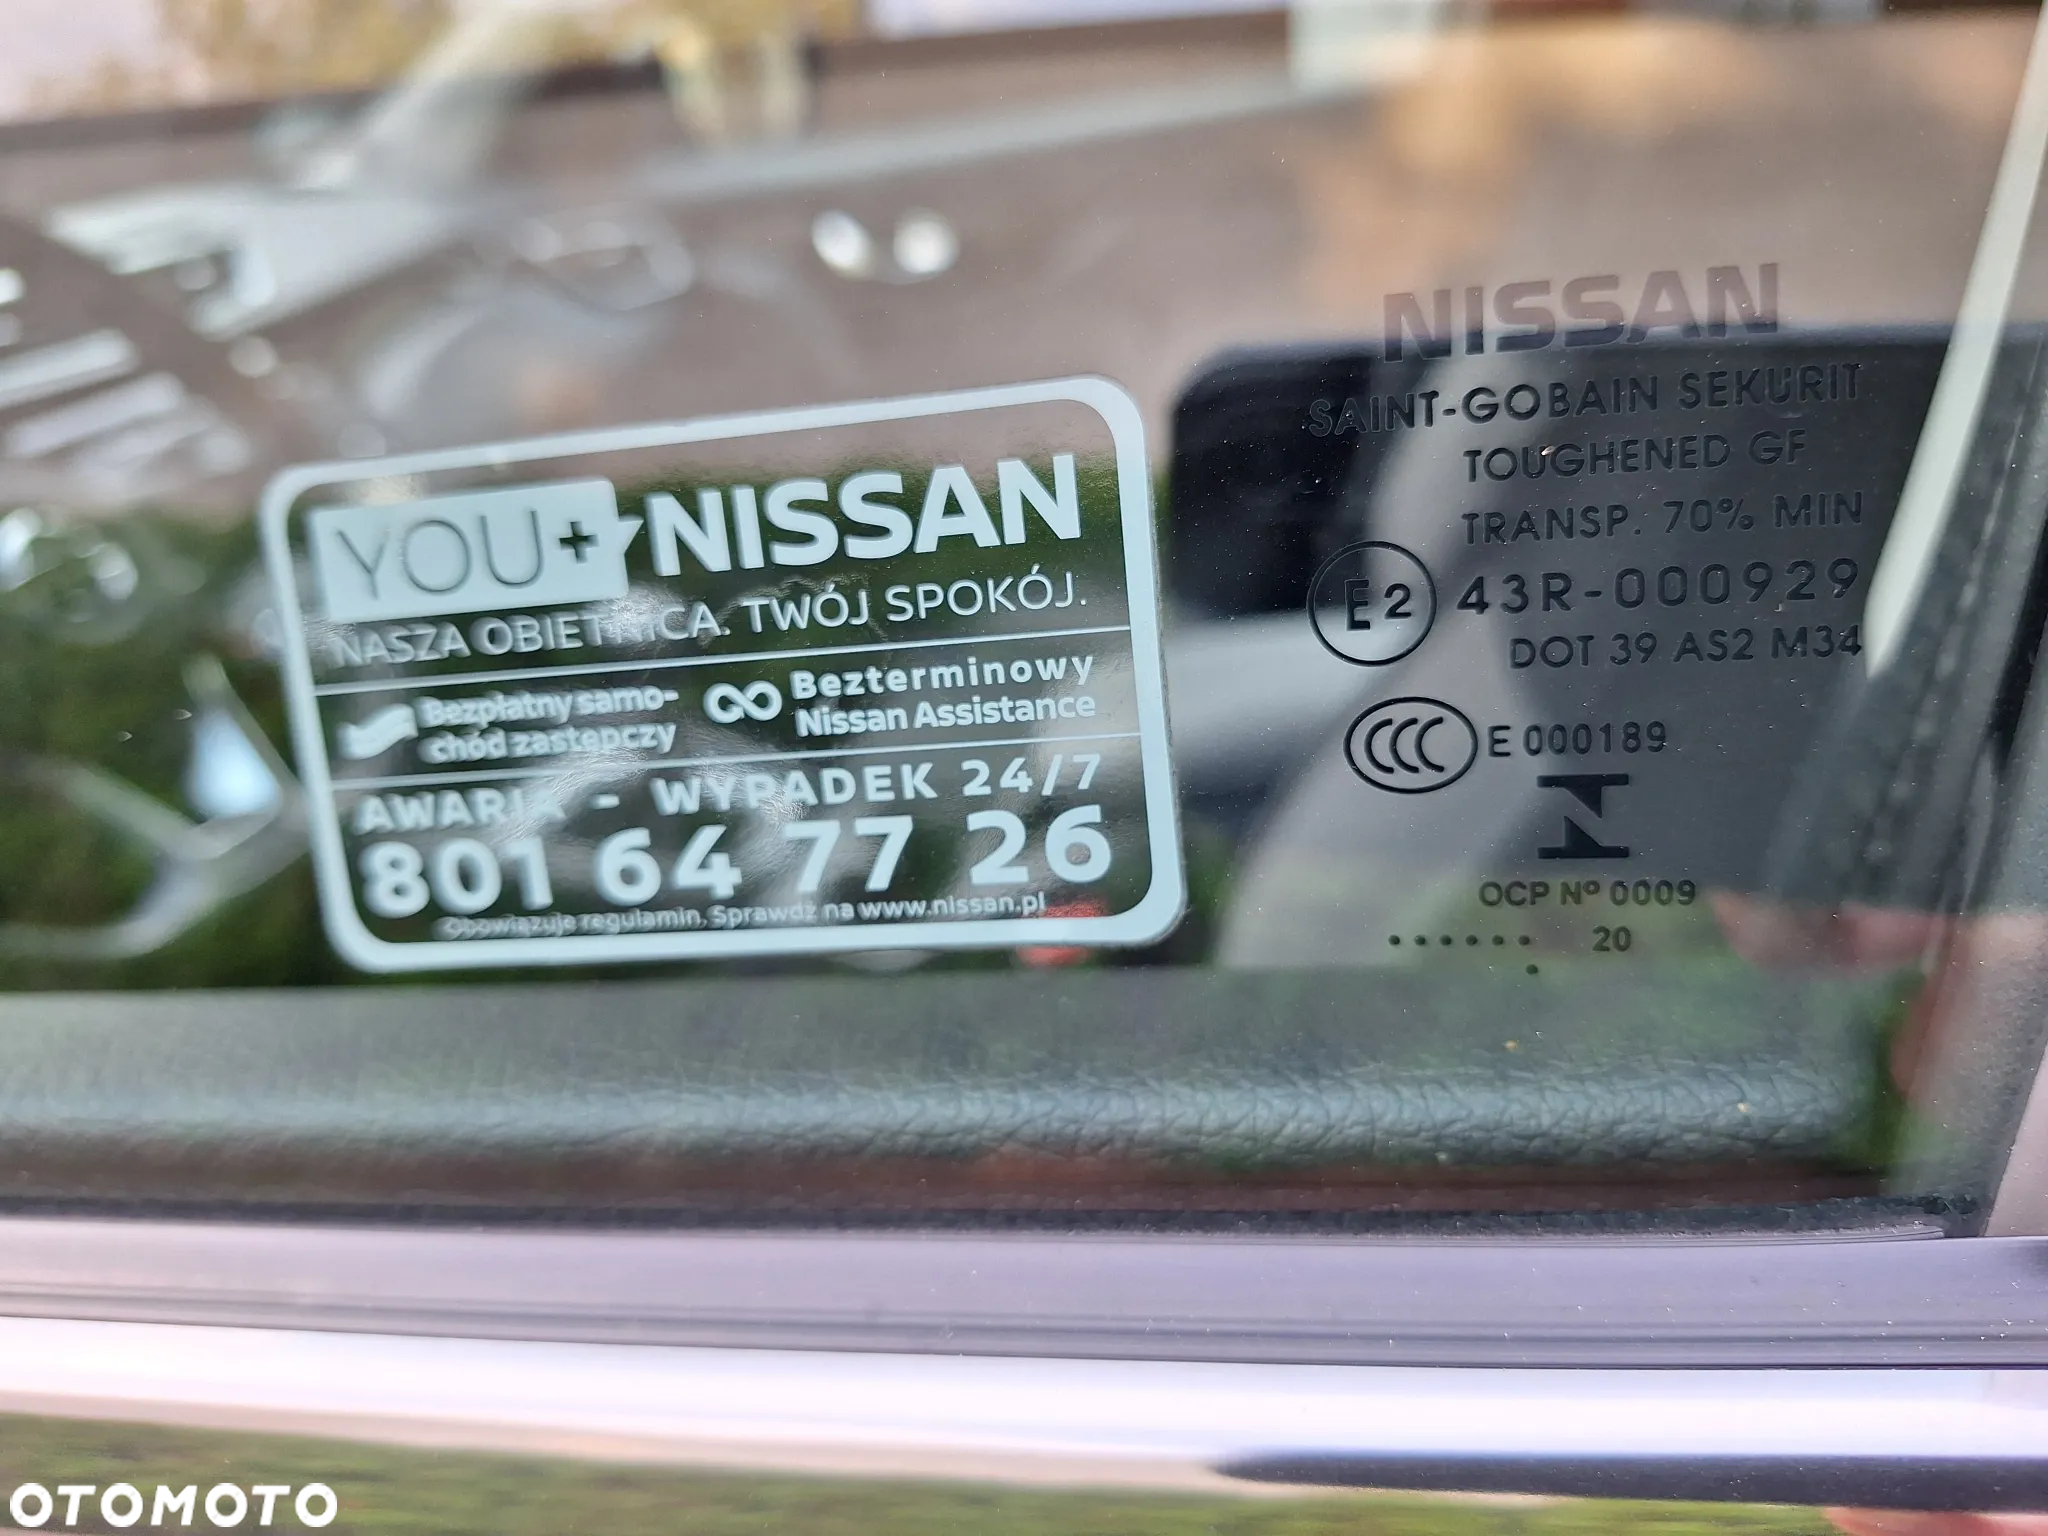 YOU+ NISSAN
NASZA OBIETNICA. TWÓJ SPOKÓJ.
Bezpłatny samo-
chód zastępczy
Bezterminowy
Nissan Assistance
AWARIA - WYPADEK 24/7
801 64 77 26
Obowiązuje regulamin. Sprawdź na www.nissan.pl
NISSAN
SAINT-GOBAIN SEKURIT
TOUGHENED GF
TRANSP. 70% MIN
E2 43R-000929
DOT 39 AS2 M34
CCC E 000189
OCP Nº 0009
. . . . . . 20
.
OTOMOTO